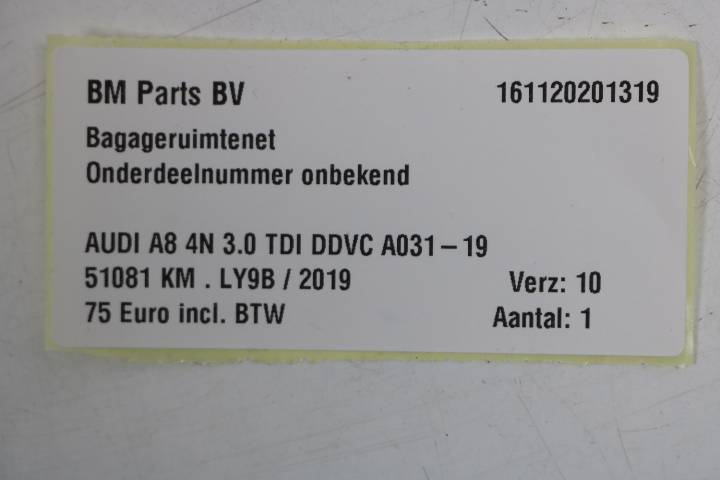 BM Parts BV 161120201319
Bagageruimtenet
Onderdeelnummer onbekend
AUDI A8 4N 3.0 TDI DDVC A031-19
51081 KM . LY9B / 2019 Verz: 10
75 Euro incl. BTW Aantal: 1